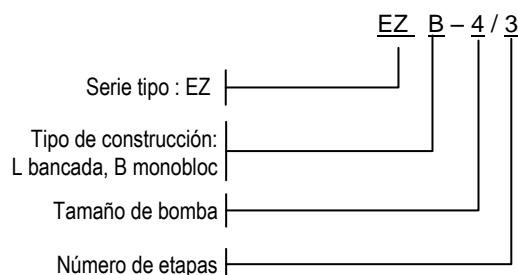 EZ B – 4 / 3
Serie tipo : EZ
Tipo de construcción:
L bancada, B monobloc
Tamaño de bomba
Número de etapas